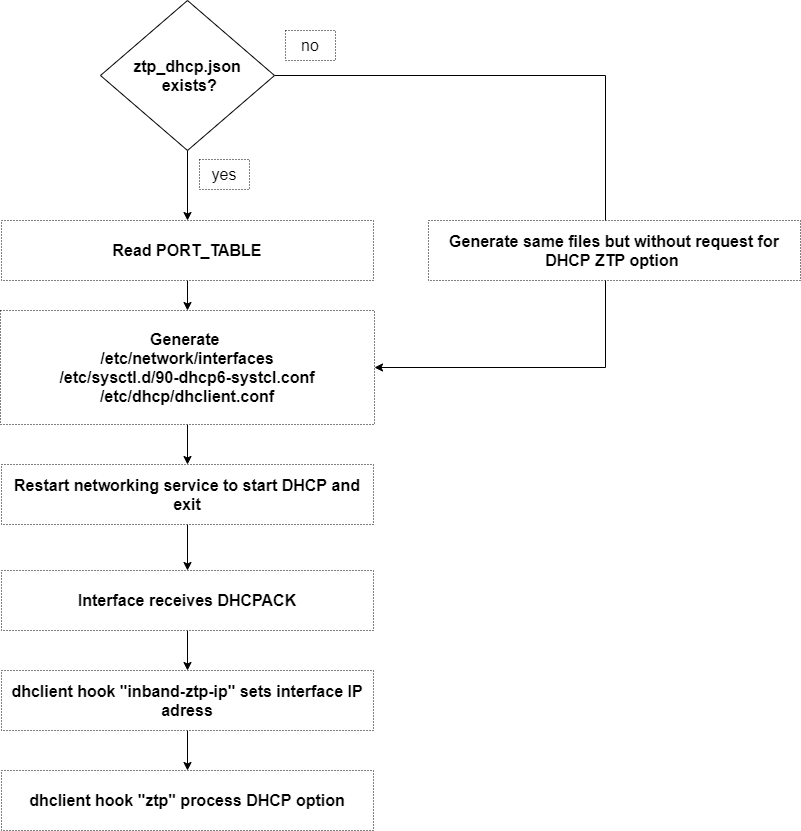 ztp_dhcp.json
exists?
no
yes
Read PORT_TABLE
Generate same files but without request for
DHCP ZTP option
Generate
/etc/network/interfaces
/etc/sysctl.d/90-dhcp6-systcl.conf
/etc/dhcp/dhclient.conf
Restart networking service to start DHCP and
exit
Interface receives DHCPACK
dhclient hook "inband-ztp-ip" sets interface IP
adress
dhclient hook "ztp" process DHCP option